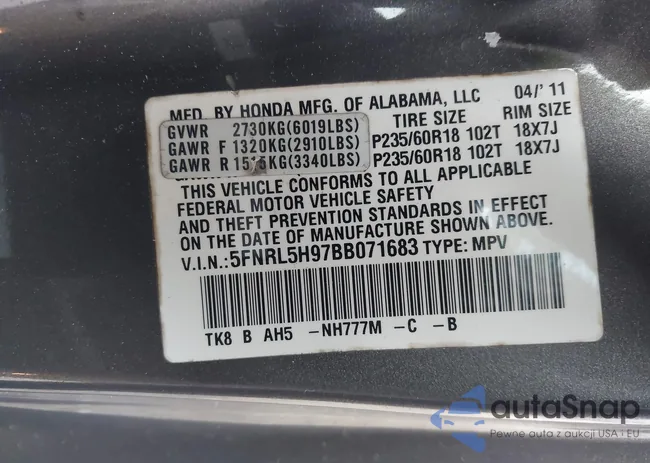 MFD. BY HONDA MFG. OF ALABAMA, LLC 04/'11
TIRE SIZE RIM SIZE
GVWR 2730KG(6019LBS)
GAWR F 1320KG(2910LBS) P235/60R18 102T 18X7J
GAWR R 1515KG(3340LBS) P235/60R18 102T 18X7J
THIS VEHICLE CONFORMS TO ALL APPLICABLE
FEDERAL MOTOR VEHICLE SAFETY
AND THEFT PREVENTION STANDARDS IN EFFECT
ON THE DATE OF MANUFACTURE SHOWN ABOVE.
V.I.N.:5FNRL5H97BB071683 TYPE: MPV
TK8 B AH5 -NH777M -C -B
autaSnap
Pewne auta z aukcji USA i EU